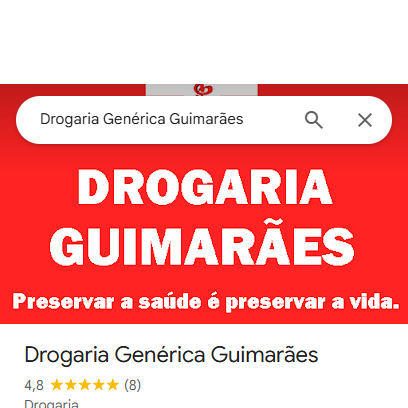 Drogaria Genérica Guimarães
DROGARIA
GUIMARÃES
Preservar a saúde é preservar a vida.
Drogaria Genérica Guimarães
4,8 ★★★★★ (8)
Drogaria